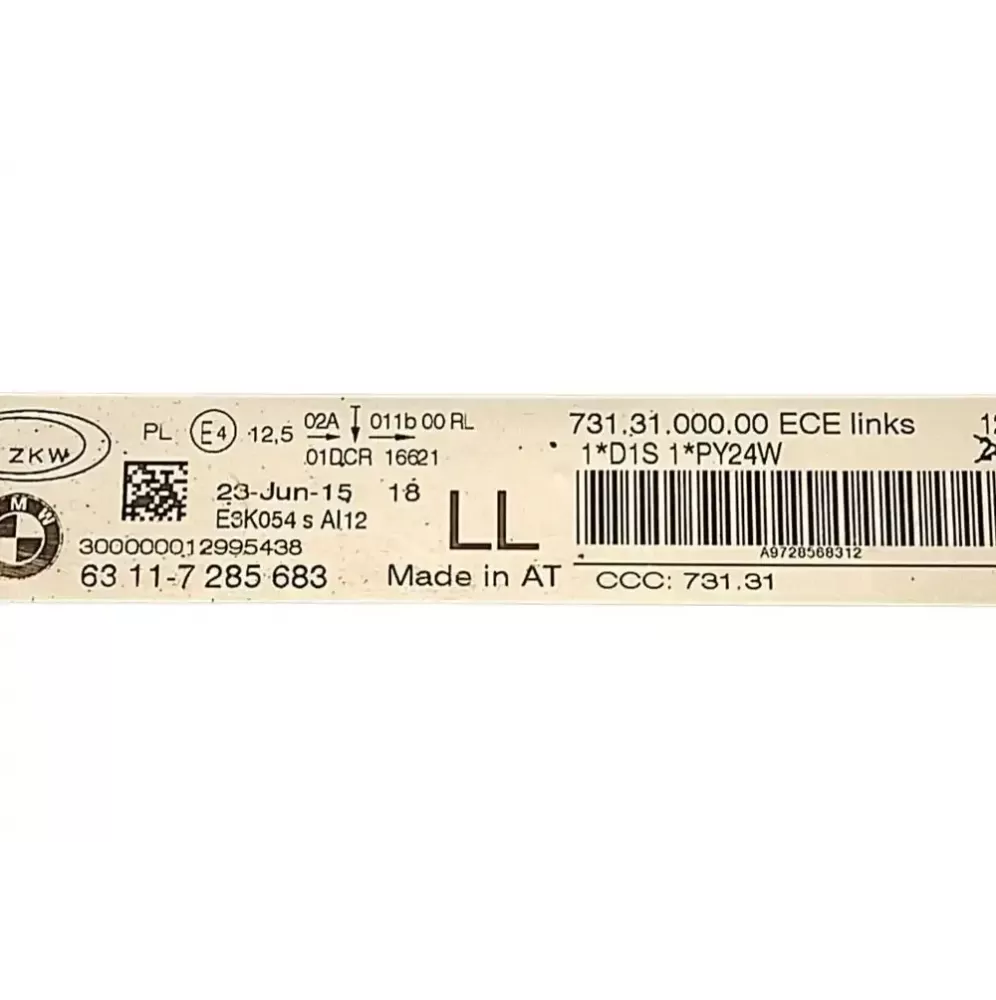 ZKW
PL E4 12,5 02A 011b 00 RL
01DCR 16621
23-Jun-15 18
E3K054 s AI12
BMW
300000012995438
63 11-7 285 683
LL
Made in AT
731.31.000.00 ECE links
1*D1S 1*PY24W
A9728568312
CCC: 731.31